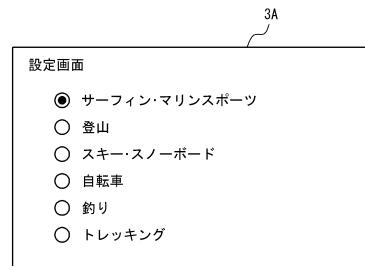 3A
設定画面
サーフィン･マリンスポーツ
登山
スキー･スノーボード
自転車
釣り
トレッキング